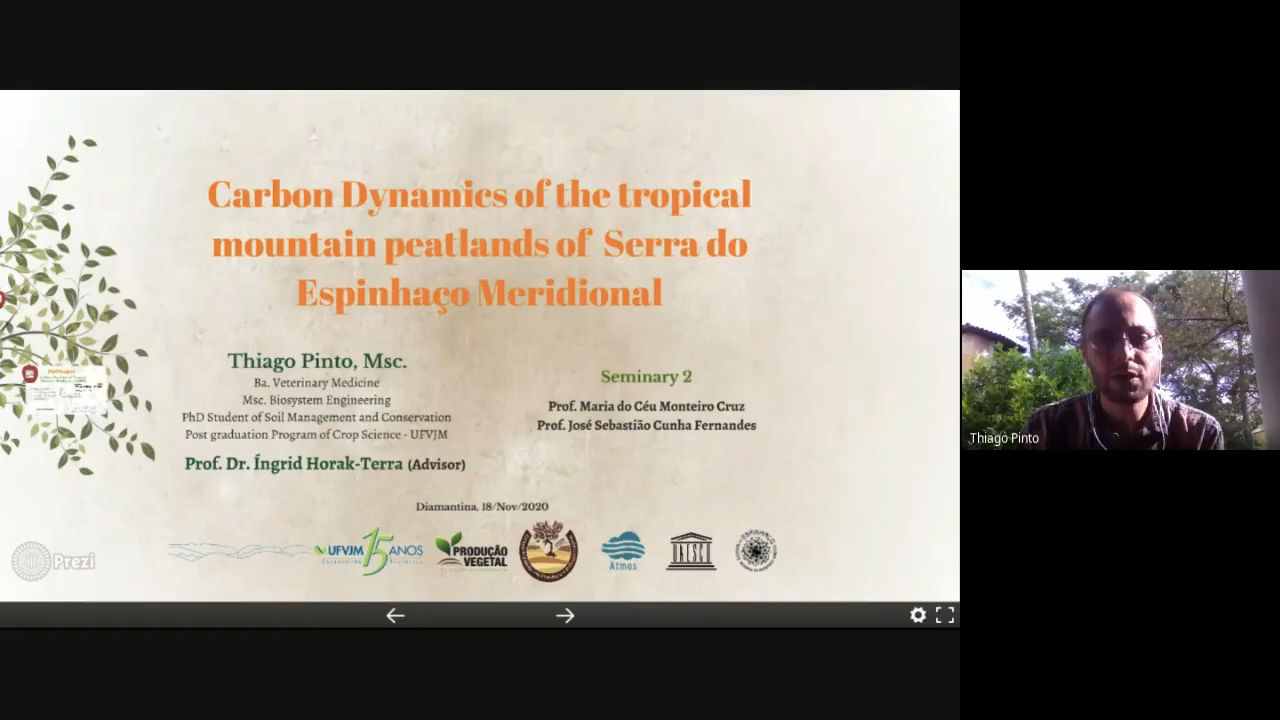 Carbon Dynamics of the tropical
mountain peatlands of Serra do
Espinhaço Meridional
Thiago Pinto, Msc.
Ba. Veterinary Medicine
Msc. Biosystem Engineering
PhD Student of Soil Management and Conservation
Post graduation Program of Crop Science - UFVJM
Prof. Dr. Íngrid Horak-Terra (Advisor)
Seminary 2
Prof. Maria do Céu Monteiro Cruz
Prof. José Sebastião Cunha Fernandes
Diamantina, 18/Nov/2020
UFVJM 15 ANOS
PRODUÇÃO
VEGETAL
Atmos
UNESCO
Prezi
Thiago Pinto